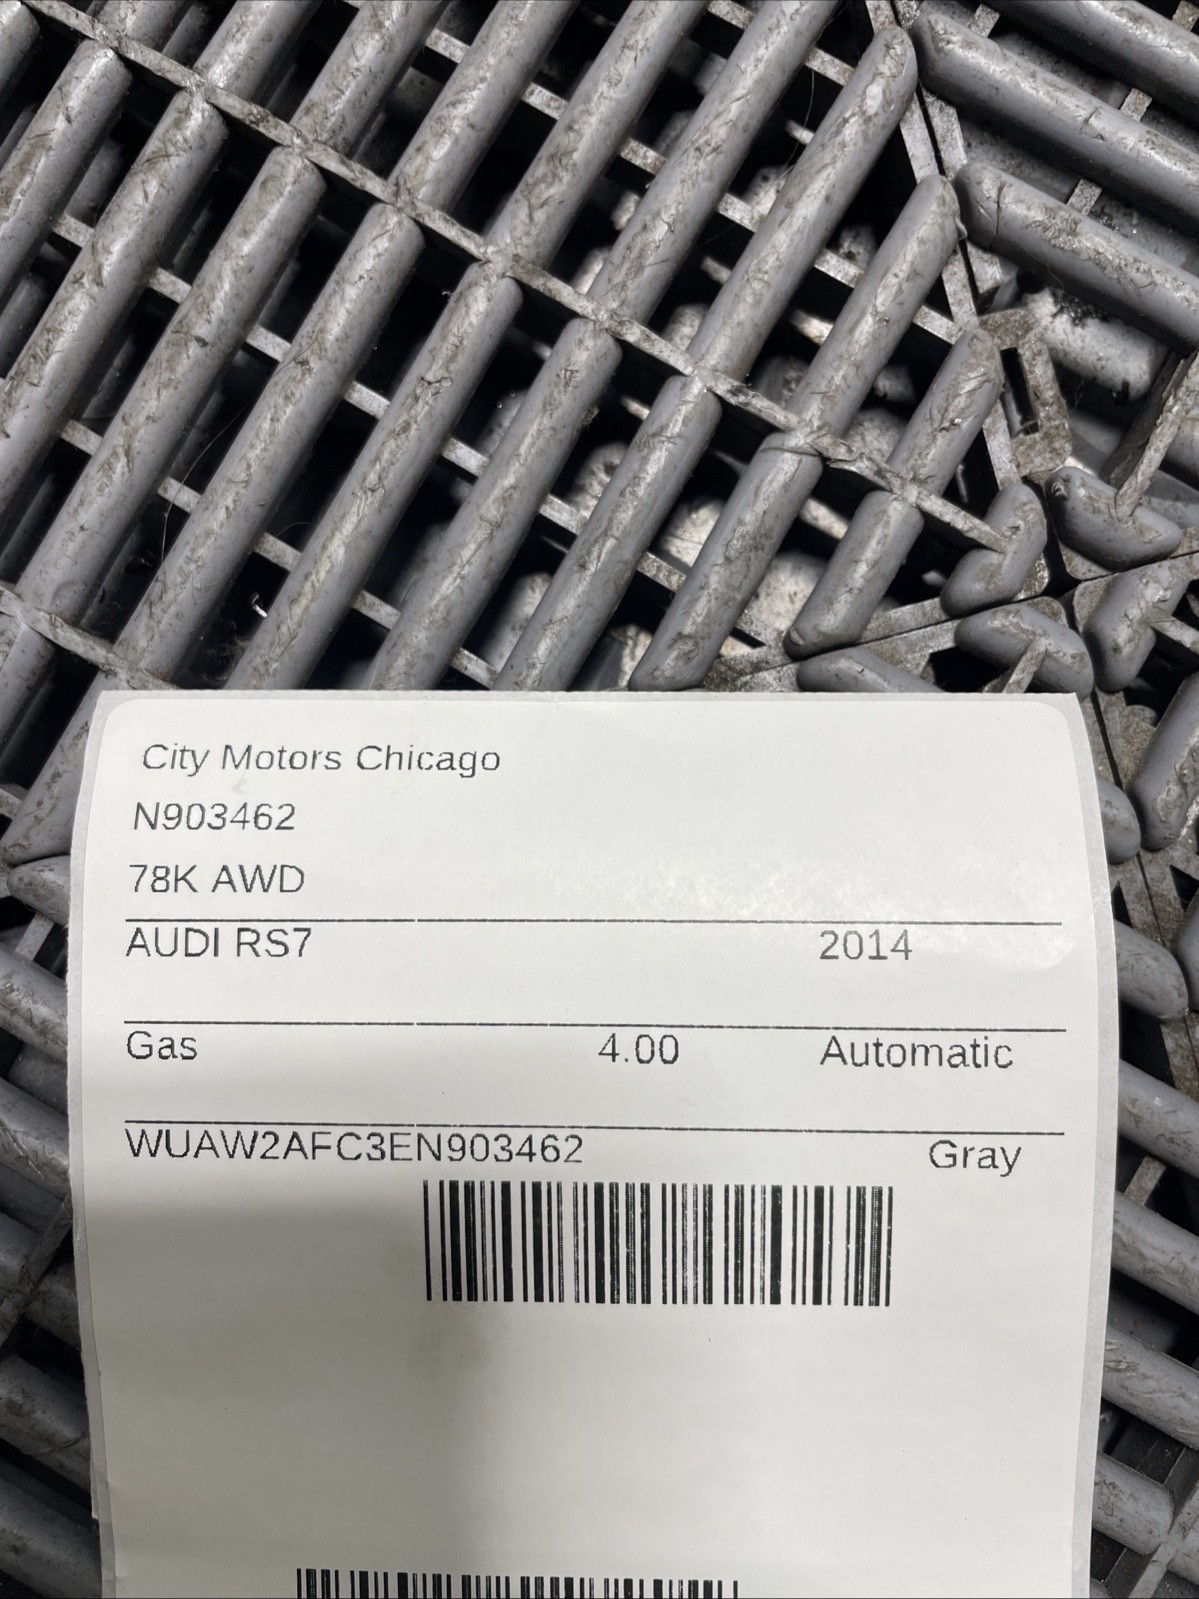 City Motors Chicago
N903462
78K AWD
AUDI RS7 2014
Gas 4.00 Automatic
WUAW2AFC3EN903462 Gray